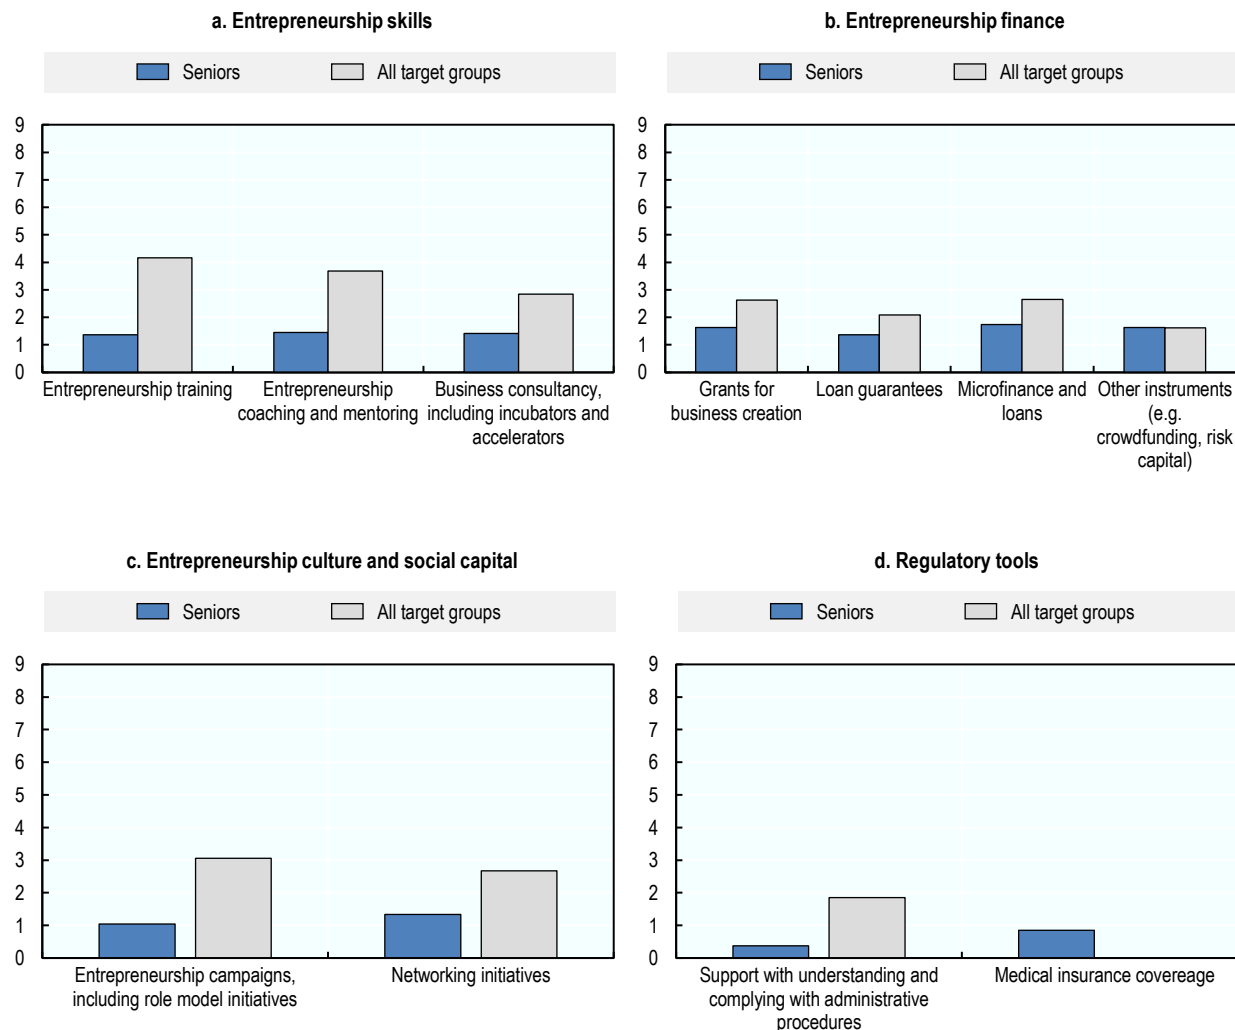 a. Entrepreneurship skills
Seniors
All target groups
9
8
7
6
5
4
3
2
1
0
Entrepreneurship training
Entrepreneurship
coaching and mentoring
Business consultancy,
including incubators and
accelerators
b. Entrepreneurship finance
Seniors
All target groups
9
8
7
6
5
4
3
2
1
0
Grants for
business creation
Loan guarantees
Microfinance and
loans
Other instruments
(e.g.
crowdfunding, risk
capital)
c. Entrepreneurship culture and social capital
Seniors
All target groups
9
8
7
6
5
4
3
2
1
0
Entrepreneurship campaigns,
including role model initiatives
Networking initiatives
d. Regulatory tools
Seniors
All target groups
9
8
7
6
5
4
3
2
1
0
Support with understanding and
complying with administrative
procedures
Medical insurance covereage